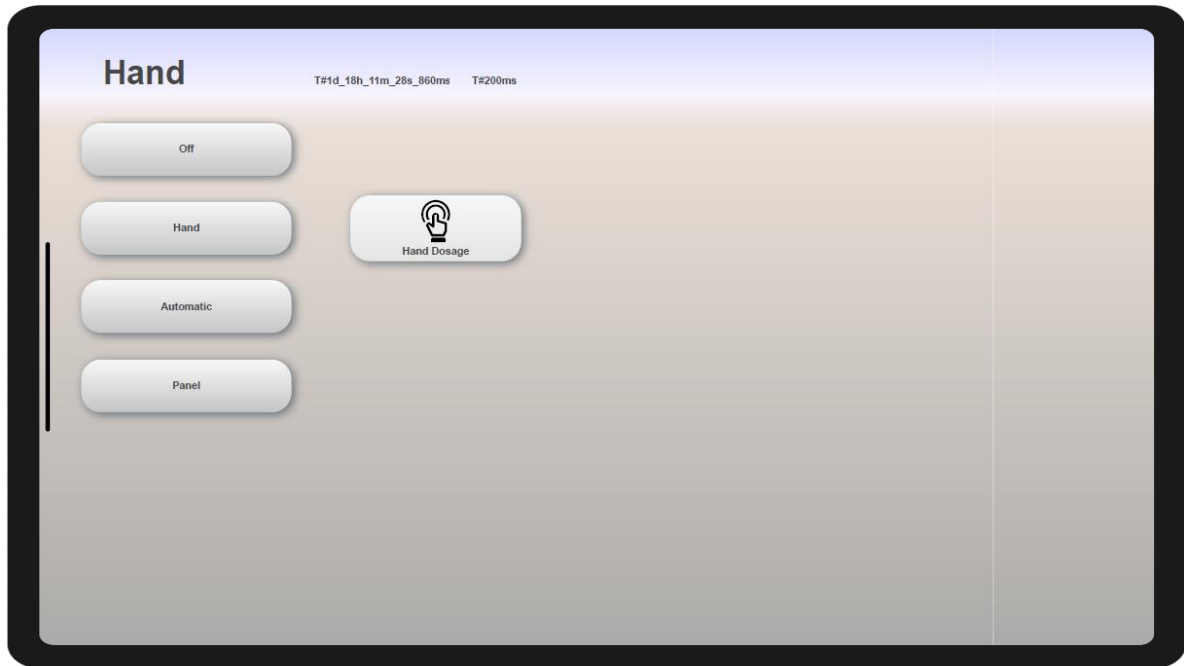 Hand
T#1d_18h_11m_28s_860ms T#200ms
Off
Hand
Hand Dosage
Automatic
Panel